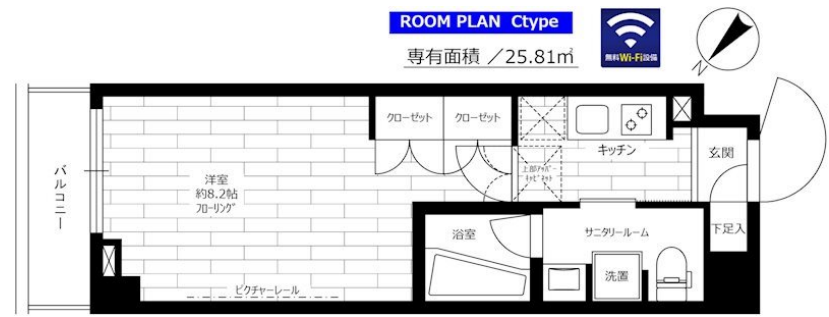 ROOM PLAN Ctype
専有面積 ／25.81㎡
無料Wi-Fi設備
N
クローゼット
クローゼット
キッチン
玄関
上部アッパー
キャビネット
洋室
約8.2帖
フローリング
バルコニー
浴室
サニタリールーム
下足入
洗置
ピクチャーレール